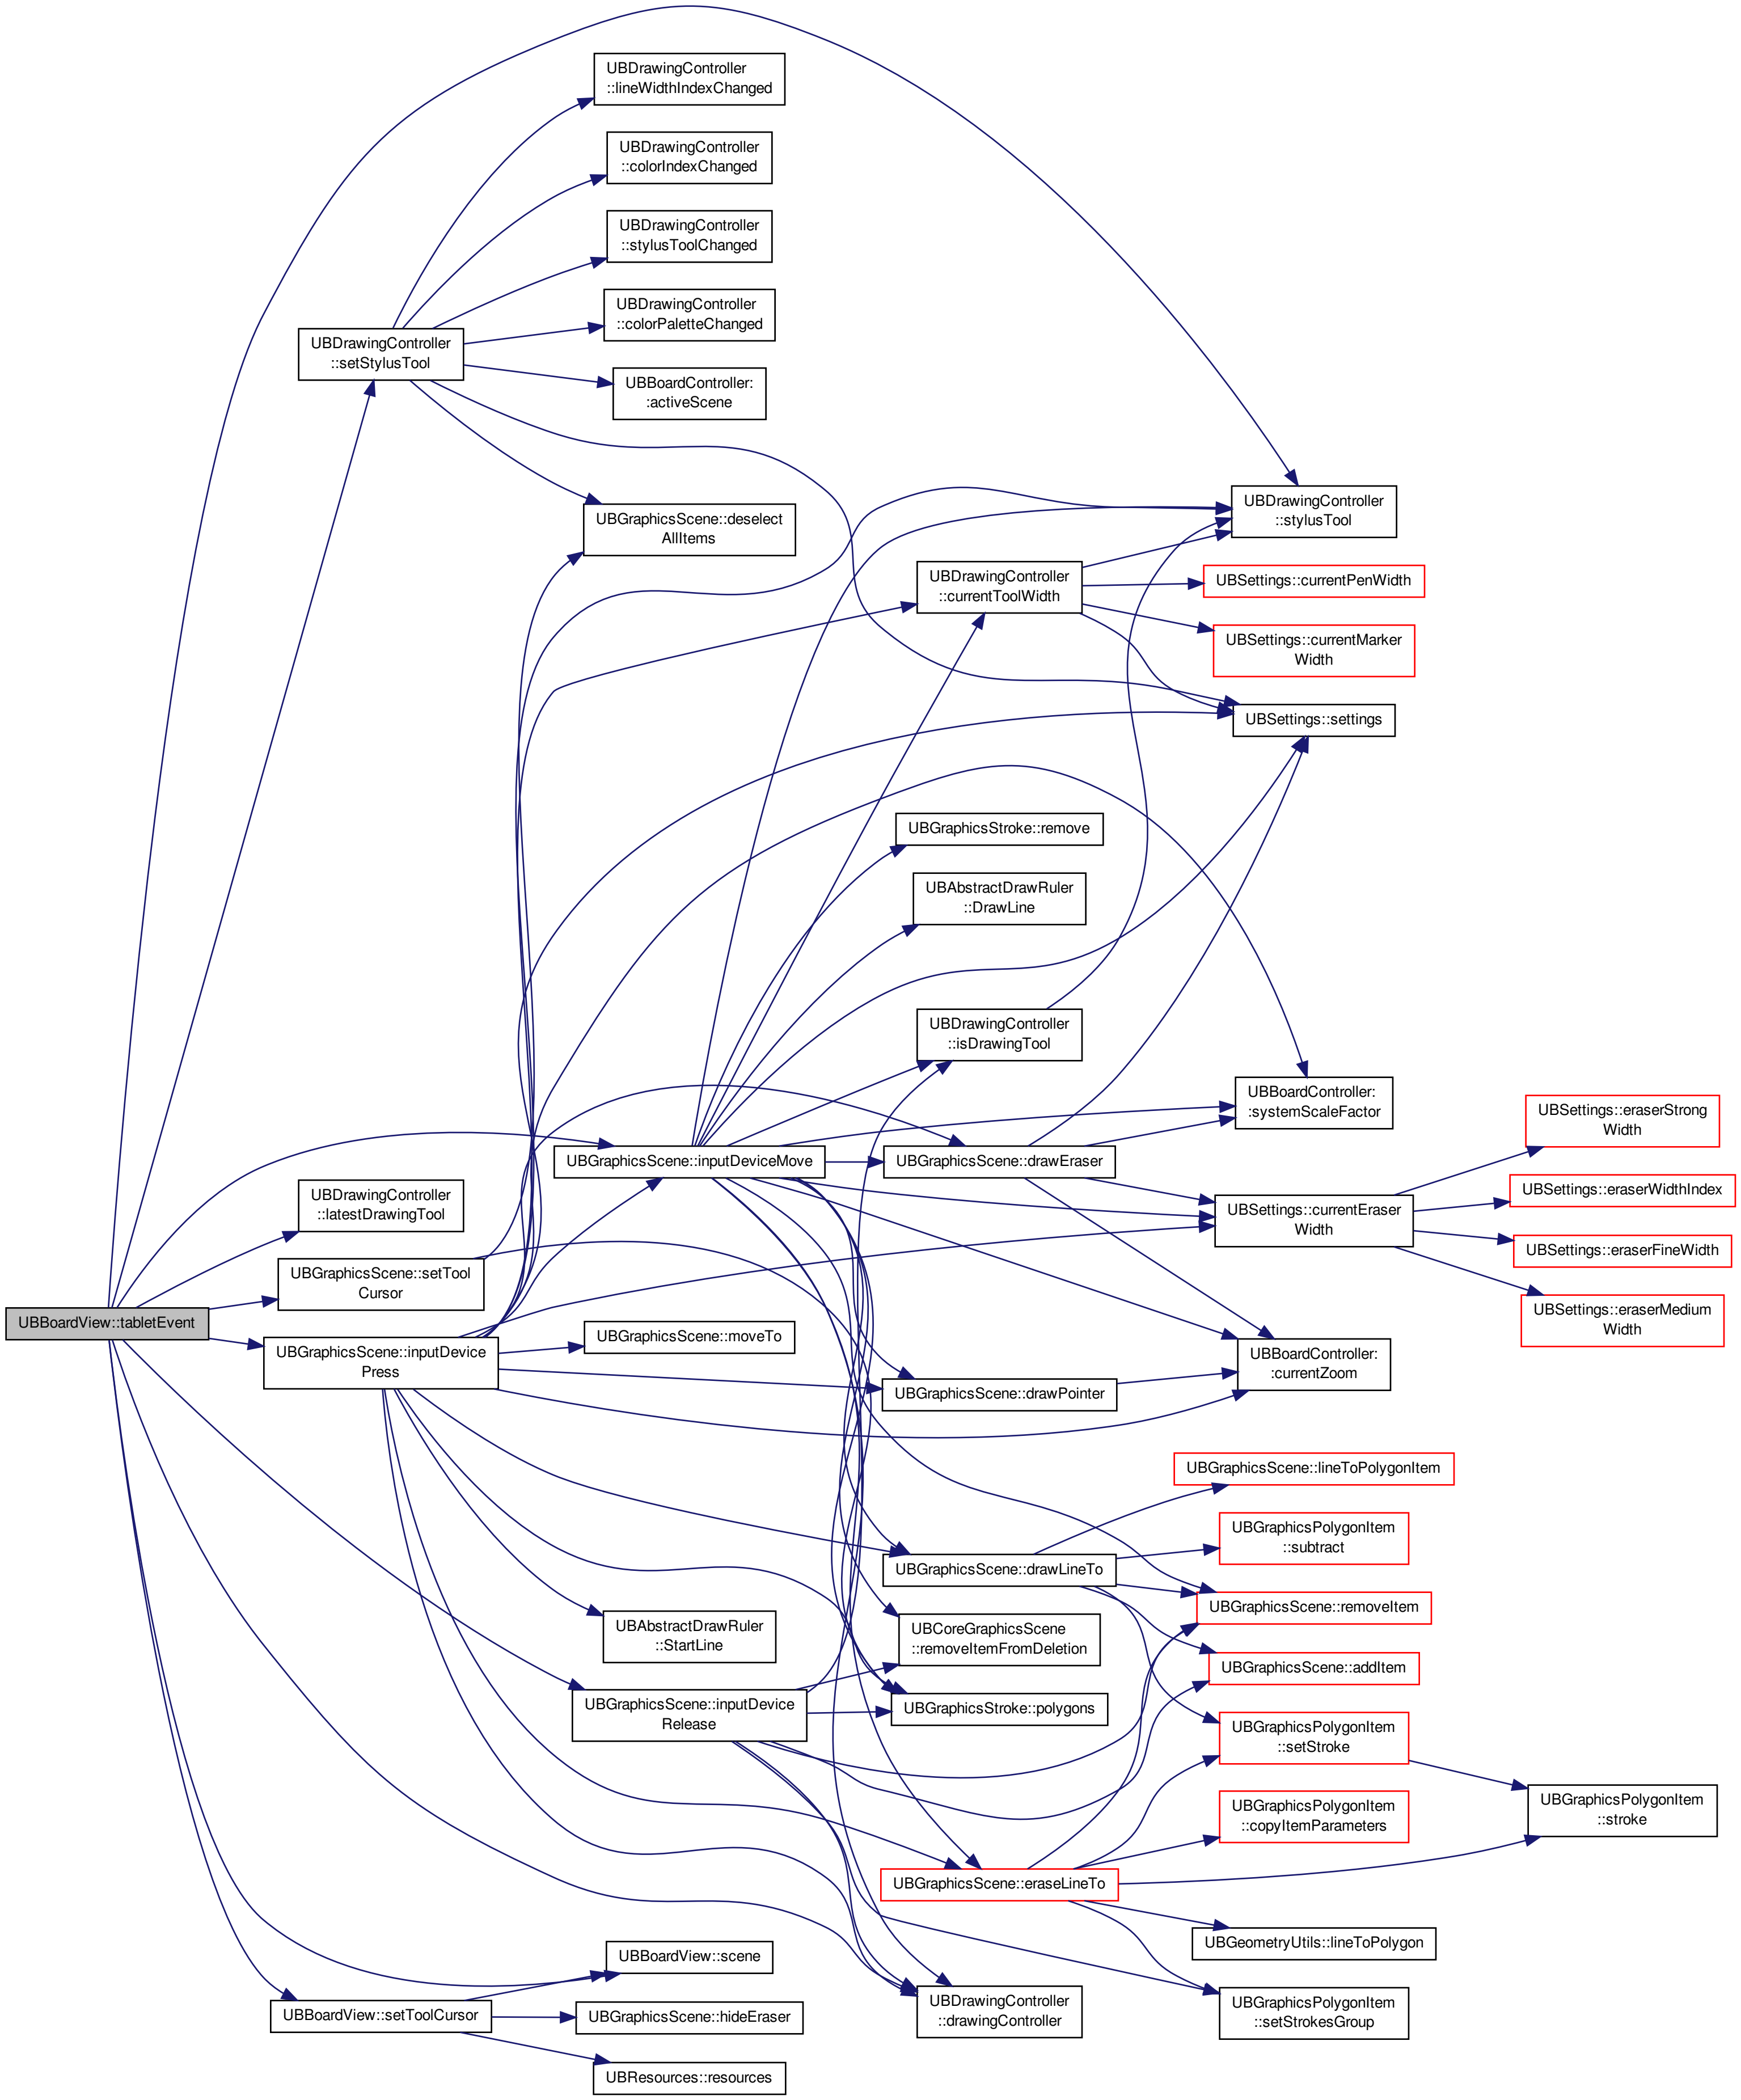 UBDrawingController
::lineWidthIndexChanged
UBDrawingController
::colorIndexChanged
UBDrawingController
::stylusToolChanged
UBDrawingController
::colorPaletteChanged
UBDrawingController
::setStylusTool
UBBoardController:
:activeScene
UBGraphicsScene::deselect
AllItems
UBDrawingController
::stylusTool
UBDrawingController
::currentToolWidth
UBSettings::currentPenWidth
UBSettings::currentMarker
Width
UBSettings::settings
UBGraphicsStroke::remove
UBAbstractDrawRuler
::DrawLine
UBDrawingController
::isDrawingTool
UBBoardController:
:systemScaleFactor
UBSettings::eraserStrong
Width
UBGraphicsScene::inputDeviceMove
UBGraphicsScene::drawEraser
UBDrawingController
::latestDrawingTool
UBSettings::currentEraser
Width
UBSettings::eraserWidthIndex
UBSettings::eraserFineWidth
UBGraphicsScene::setTool
Cursor
UBBoardView::tabletEvent
UBSettings::eraserMedium
Width
UBGraphicsScene::moveTo
UBGraphicsScene::inputDevice
Press
UBBoardController:
:currentZoom
UBGraphicsScene::drawPointer
UBGraphicsScene::lineToPolygonItem
UBGraphicsPolygonItem
::subtract
UBGraphicsScene::drawLineTo
UBGraphicsScene::removeItem
UBAbstractDrawRuler
::StartLine
UBCoreGraphicsScene
::removeItemFromDeletion
UBGraphicsScene::addItem
UBGraphicsScene::inputDevice
Release
UBGraphicsStroke::polygons
UBGraphicsPolygonItem
::setStroke
UBGraphicsPolygonItem
::stroke
UBGraphicsPolygonItem
::copyItemParameters
UBGraphicsScene::eraseLineTo
UBGeometryUtils::lineToPolygon
UBBoardView::scene
UBBoardView::setToolCursor
UBGraphicsScene::hideEraser
UBDrawingController
::drawingController
UBGraphicsPolygonItem
::setStrokesGroup
UBResources::resources